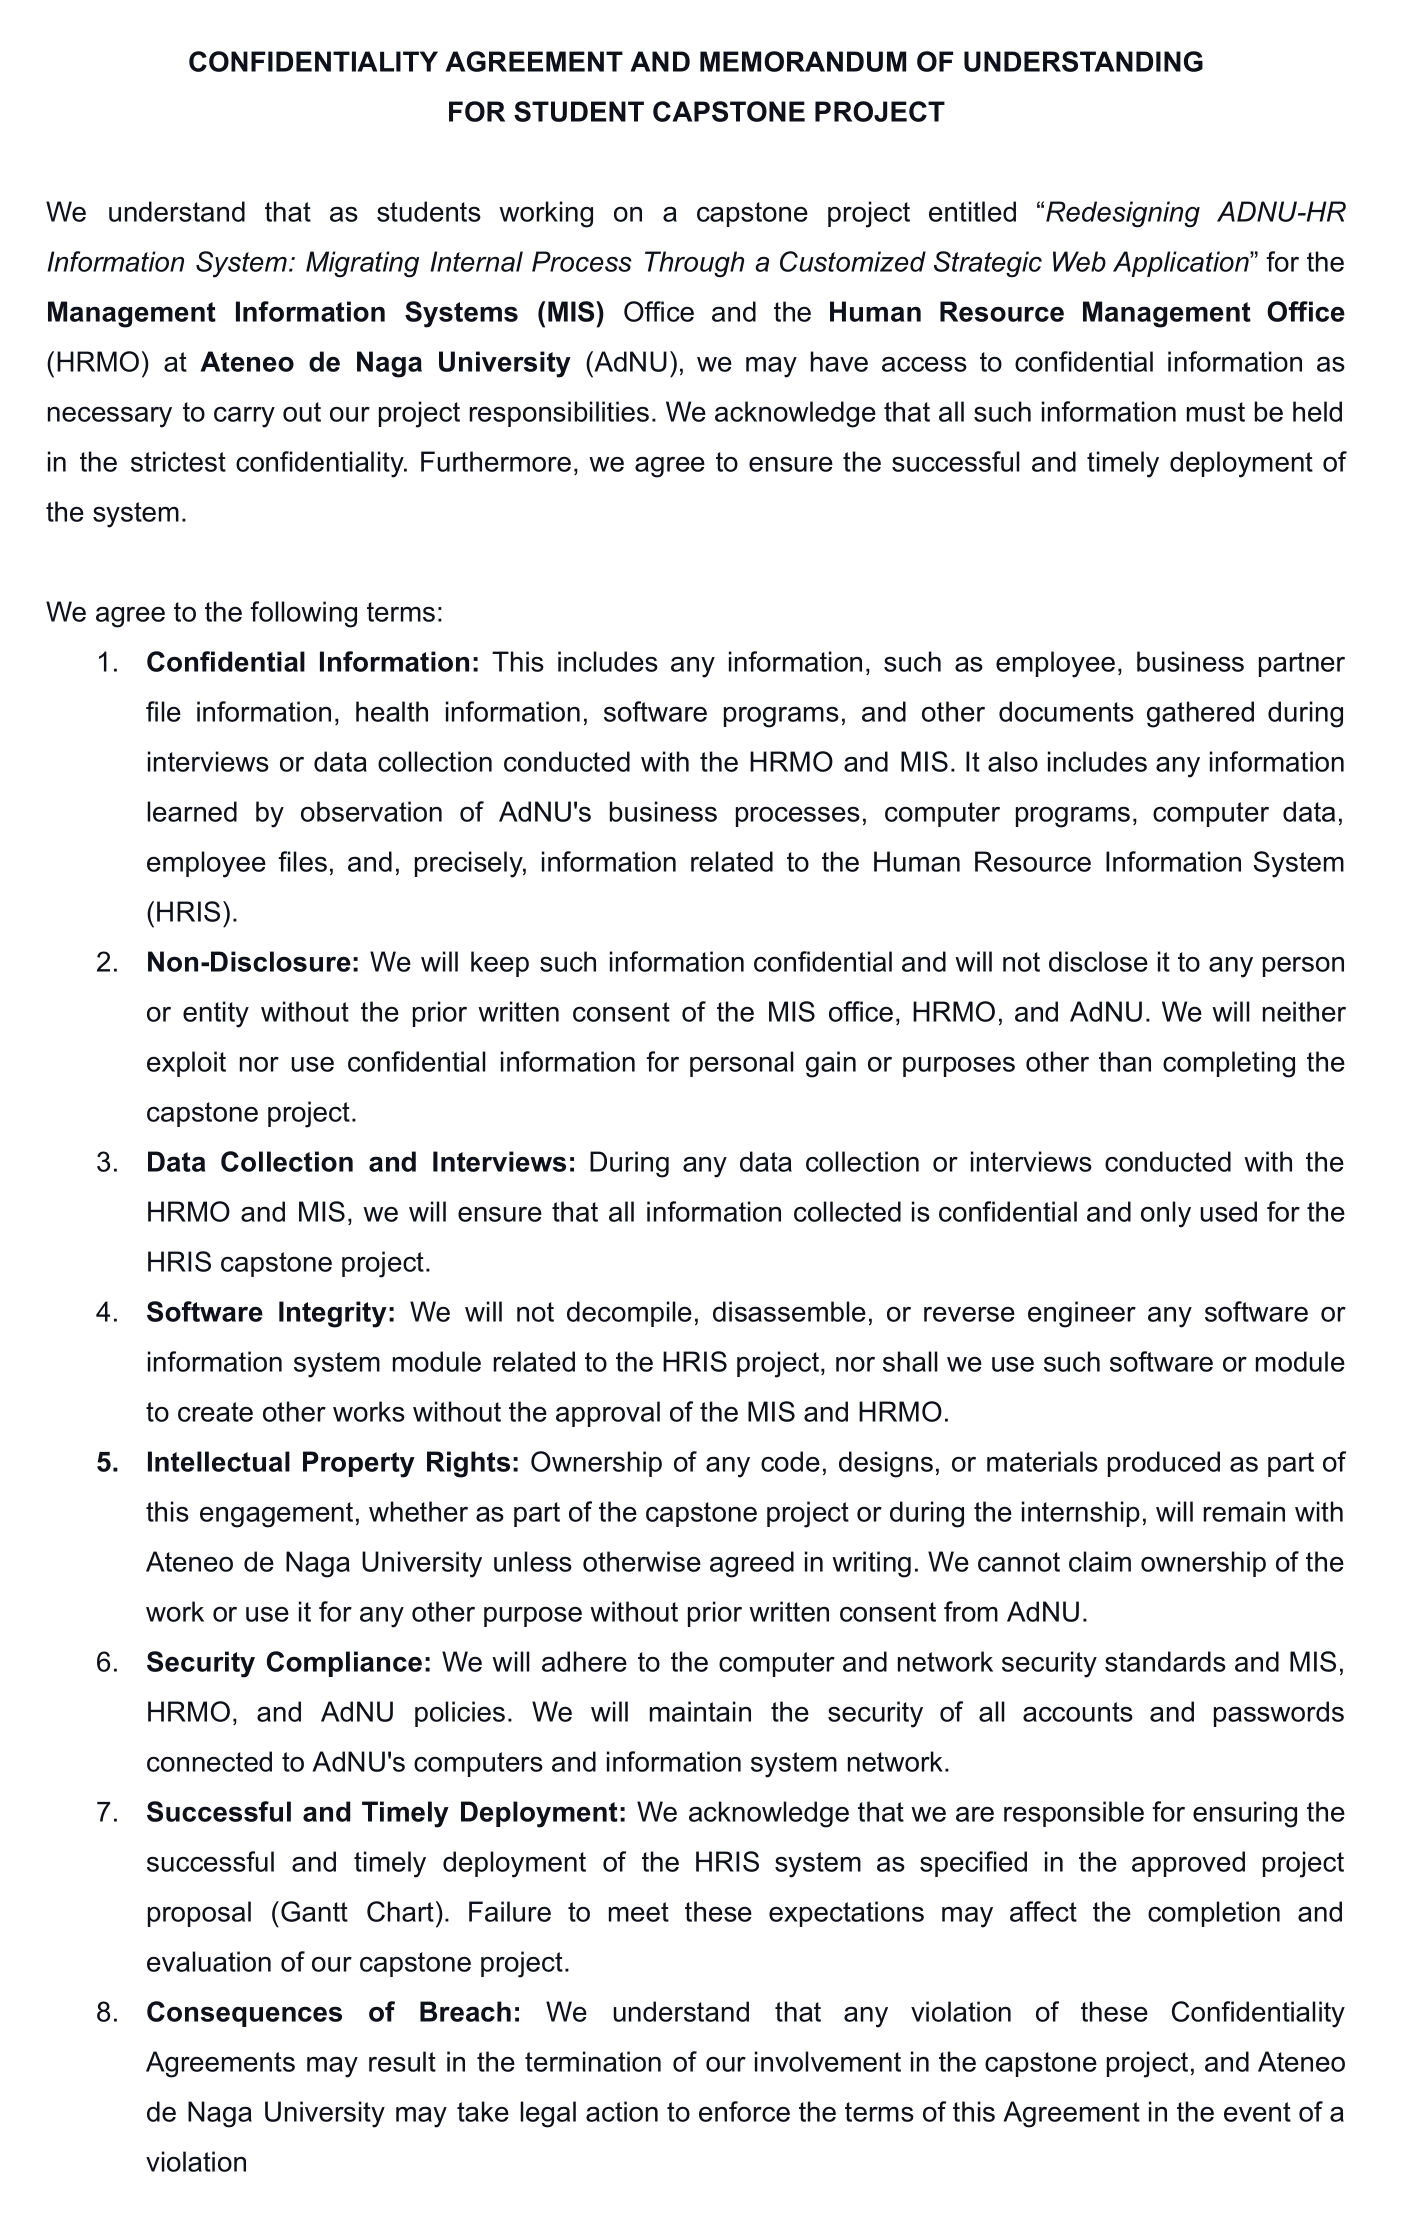 CONFIDENTIALITY AGREEMENT AND MEMORANDUM OF UNDERSTANDING
FOR STUDENT CAPSTONE PROJECT
We understand that as students working on a capstone project entitled “Redesigning ADNU-HR
Information System: Migrating Internal Process Through a Customized Strategic Web Application” for the
Management Information Systems (MIS) Office and the Human Resource Management Office
(HRMO) at Ateneo de Naga University (AdNU), we may have access to confidential information as
necessary to carry out our project responsibilities. We acknowledge that all such information must be held
in the strictest confidentiality. Furthermore, we agree to ensure the successful and timely deployment of
the system.
We agree to the following terms:
1. Confidential Information: This includes any information, such as employee, business partner
file information, health information, software programs, and other documents gathered during
interviews or data collection conducted with the HRMO and MIS. It also includes any information
learned by observation of AdNU's business processes, computer programs, computer data,
employee files, and, precisely, information related to the Human Resource Information System
(HRIS).
2. Non-Disclosure: We will keep such information confidential and will not disclose it to any person
or entity without the prior written consent of the MIS office, HRMO, and AdNU. We will neither
exploit nor use confidential information for personal gain or purposes other than completing the
capstone project.
3. Data Collection and Interviews: During any data collection or interviews conducted with the
HRMO and MIS, we will ensure that all information collected is confidential and only used for the
HRIS capstone project.
4. Software Integrity: We will not decompile, disassemble, or reverse engineer any software or
information system module related to the HRIS project, nor shall we use such software or module
to create other works without the approval of the MIS and HRMO.
5. Intellectual Property Rights: Ownership of any code, designs, or materials produced as part of
this engagement, whether as part of the capstone project or during the internship, will remain with
Ateneo de Naga University unless otherwise agreed in writing. We cannot claim ownership of the
work or use it for any other purpose without prior written consent from AdNU.
6. Security Compliance: We will adhere to the computer and network security standards and MIS,
HRMO, and AdNU policies. We will maintain the security of all accounts and passwords
connected to AdNU's computers and information system network.
7. Successful and Timely Deployment: We acknowledge that we are responsible for ensuring the
successful and timely deployment of the HRIS system as specified in the approved project
proposal (Gantt Chart). Failure to meet these expectations may affect the completion and
evaluation of our capstone project.
8. Consequences of Breach: We understand that any violation of these Confidentiality
Agreements may result in the termination of our involvement in the capstone project, and Ateneo
de Naga University may take legal action to enforce the terms of this Agreement in the event of a
violation